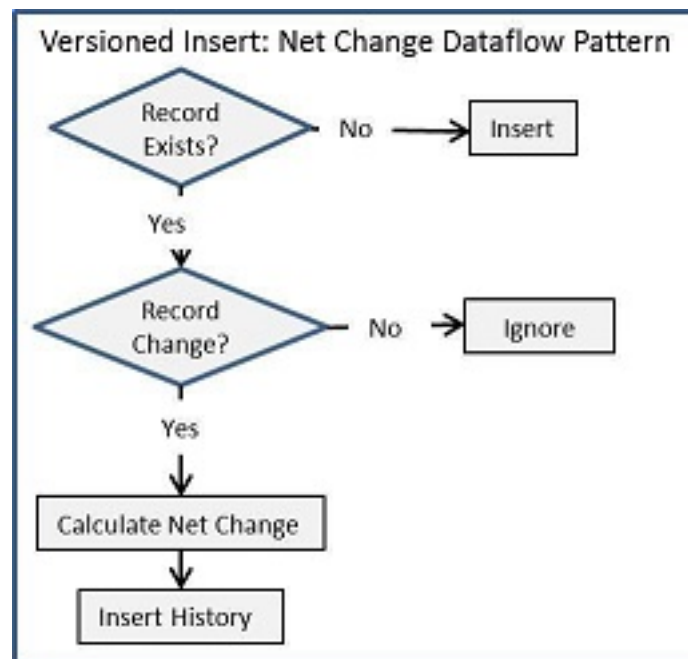 Versioned Insert: Net Change Dataflow Pattern
Record
Exists?
No
Insert
Yes
Record
Change?
No
Ignore
Yes
Calculate Net Change
Insert History